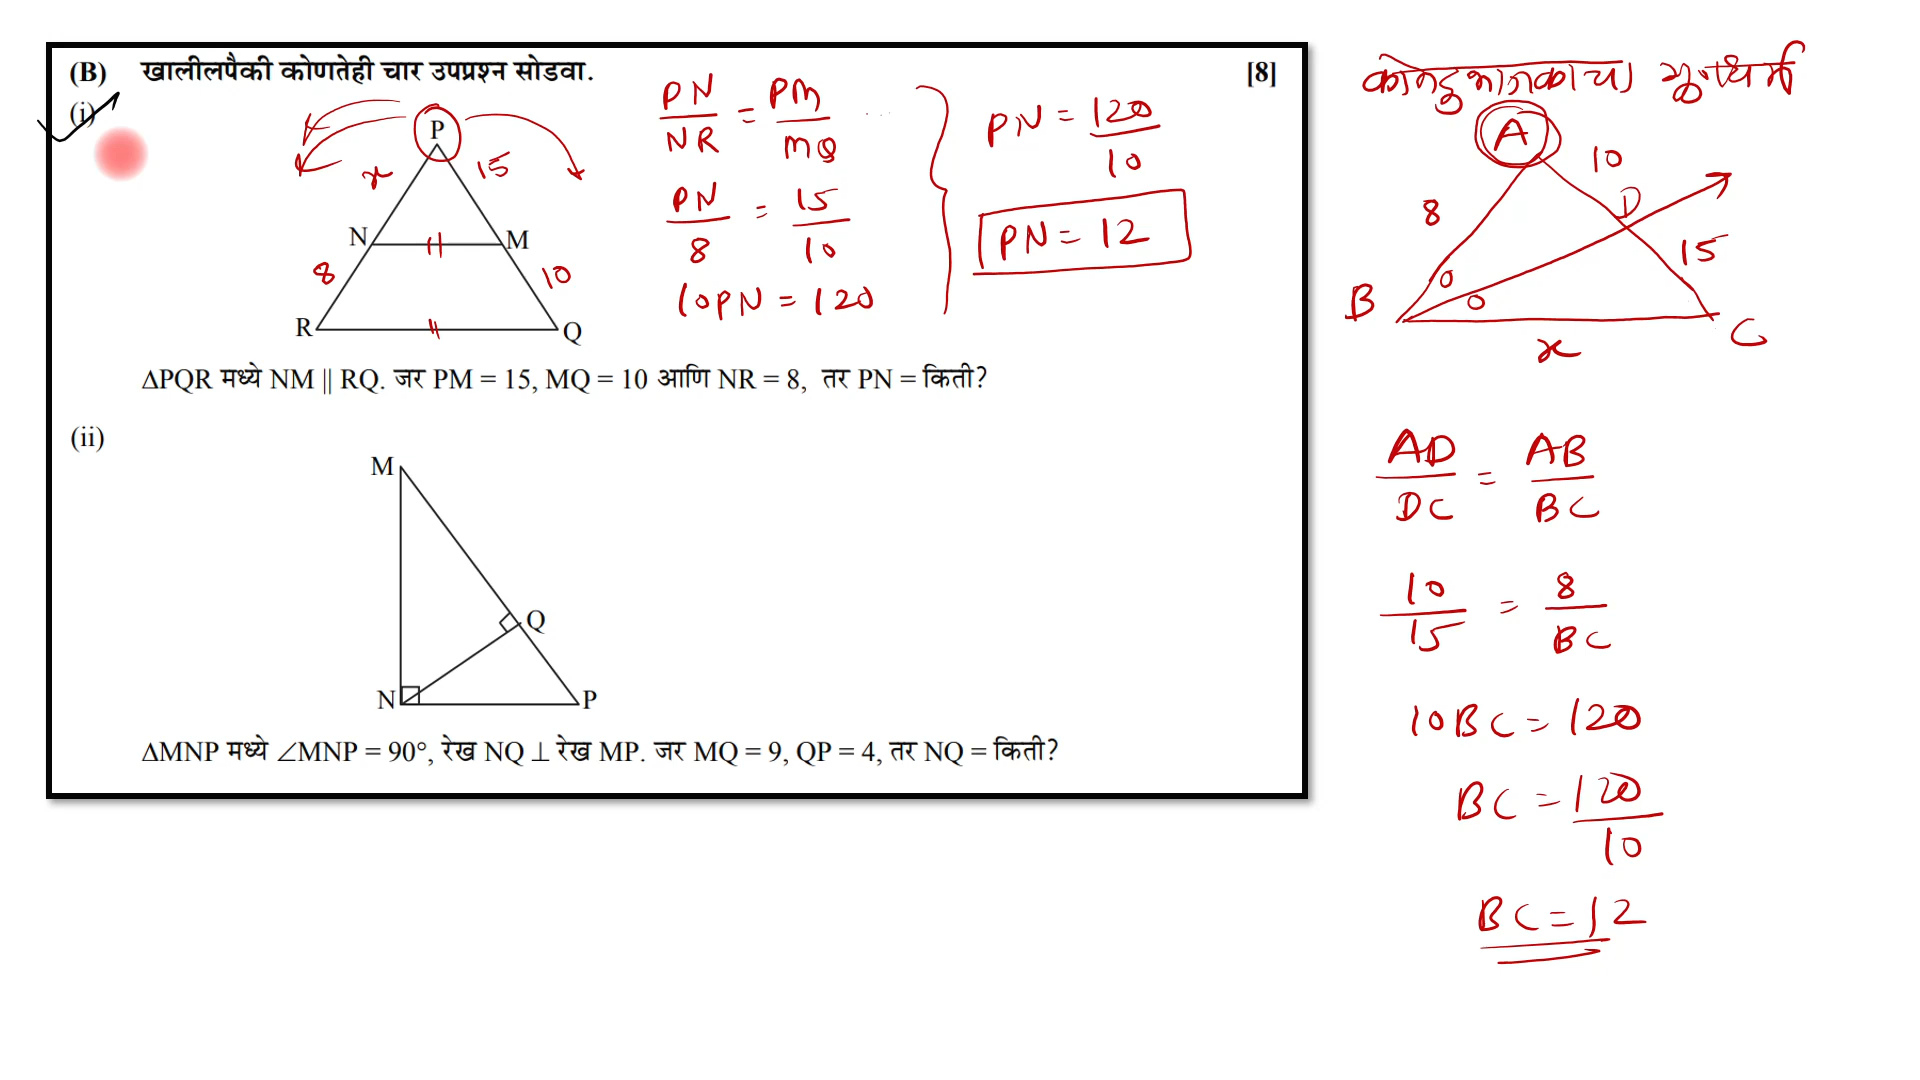 (B) खालीलपैकी कोणतेही चार उपप्रश्न सोडवा. [8]
(i)
P
x 15
N M
8 10
R Q
PN/NR = PM/MQ
PN/8 = 15/10
10PN = 120
PN = 120/10
PN = 12
ΔPQR मध्ये NM || RQ. जर PM = 15, MQ = 10 आणि NR = 8, तर PN = किती?
(ii)
M
Q
N P
ΔMNP मध्ये ∠MNP = 90°, रेख NQ ⊥ रेख MP. जर MQ = 9, QP = 4, तर NQ = किती?
A
10
8 D
15
B
C
x
AD/DC = AB/BC
10/15 = 8/BC
10BC = 120
BC = 120/10
BC = 12